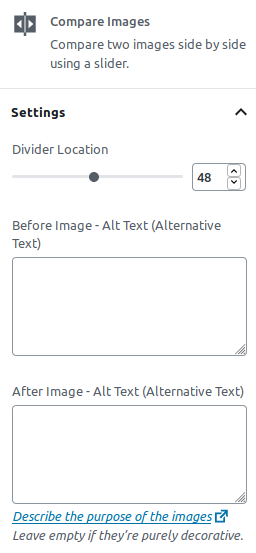 Compare Images
Compare two images side by side
using a slider.
Settings
Divider Location
48
Before Image - Alt Text (Alternative
Text)
After Image - Alt Text (Alternative Text)
Describe the purpose of the images
Leave empty if they’re purely decorative.